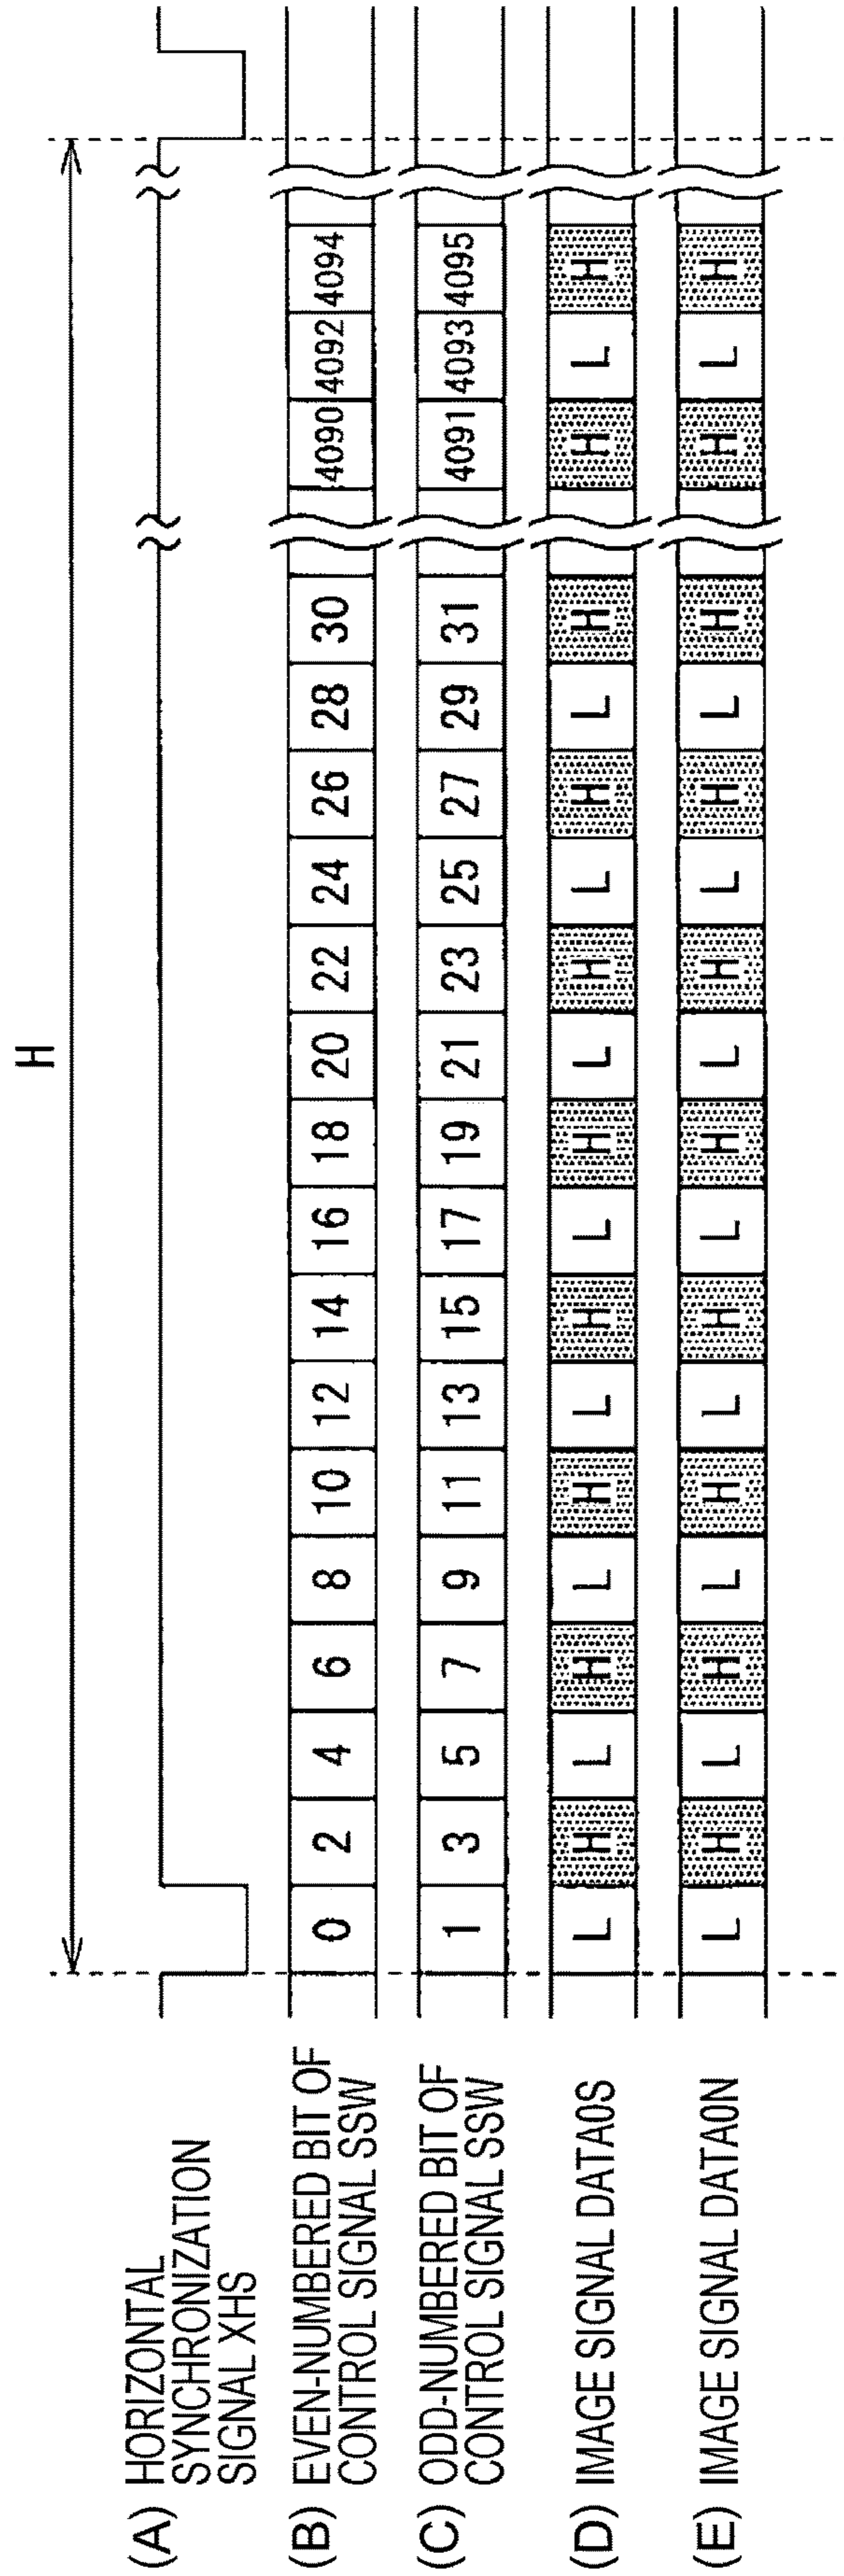 H
(A) HORIZONTAL
SYNCHRONIZATION
SIGNAL XHS
(B) EVEN-NUMBERED BIT OF
CONTROL SIGNAL SSW
0 2 4 6 8 10 12 14 16 18 20 22 24 26 28 30 4090 4092 4094
(C) ODD-NUMBERED BIT OF
CONTROL SIGNAL SSW
1 3 5 7 9 11 13 15 17 19 21 23 25 27 29 31 4091 4093 4095
(D) IMAGE SIGNAL DATA0S
L H L H L H L H L H L H L H L H H L H
(E) IMAGE SIGNAL DATA0N
L H L H L H L H L H L H L H L H H L H